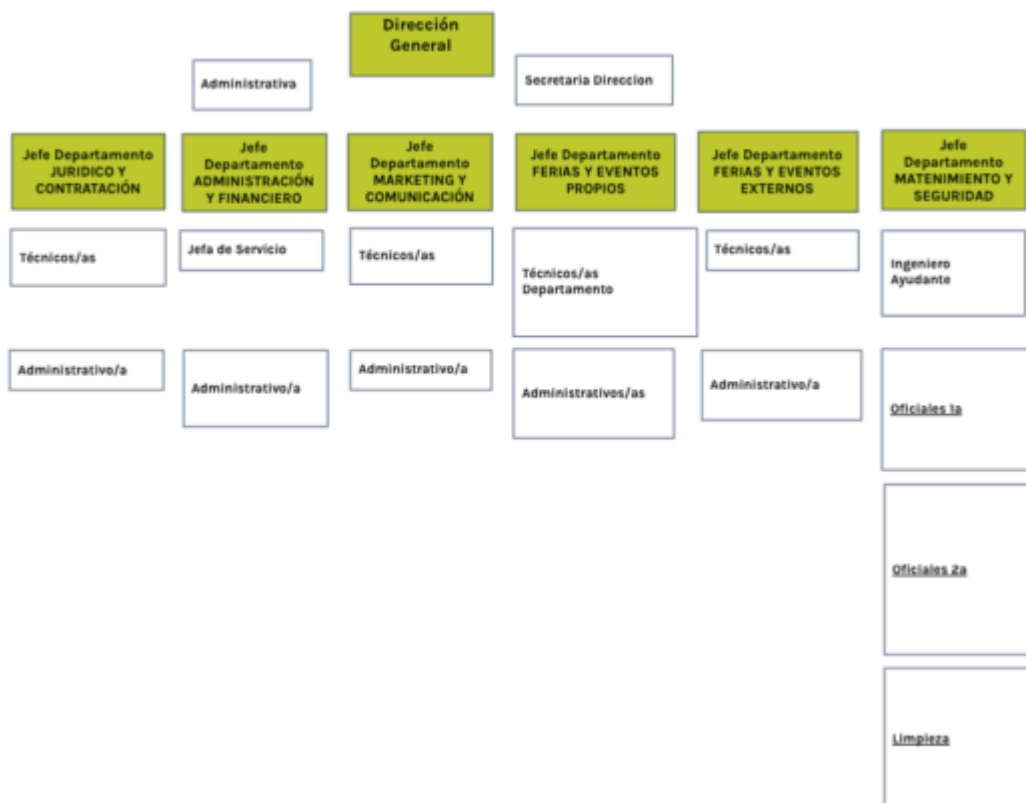 Dirección
General
Administrativa
Secretaria Direccion
Jefe Departamento
JURIDICO Y
CONTRATACIÓN
Jefe
Departamento
ADMINISTRACIÓN
Y FINANCIERO
Jefe
Departamento
MARKETING Y
COMUNICACIÓN
Jefe Departamento
FERIAS Y EVENTOS
PROPIOS
Jefe Departamento
FERIAS Y EVENTOS
EXTERNOS
Jefe
Departamento
MATENIMIENTO Y
SEGURIDAD
Técnicos/as
Jefa de Servicio
Técnicos/as
Técnicos/as
Departamento
Técnicos/as
Ingeniero
Ayudante
Administrativo/a
Administrativo/a
Administrativo/a
Administrativos/as
Administrativo/a
Oficiales 1a
Oficiales 2a
Limpieza